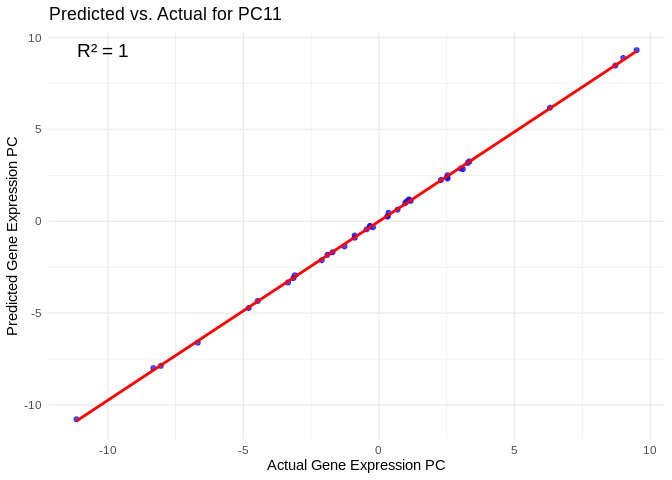 Predicted vs. Actual for PC11
R² = 1
Predicted Gene Expression PC
10
5
0
-5
-10
-10
-5
0
5
10
Actual Gene Expression PC